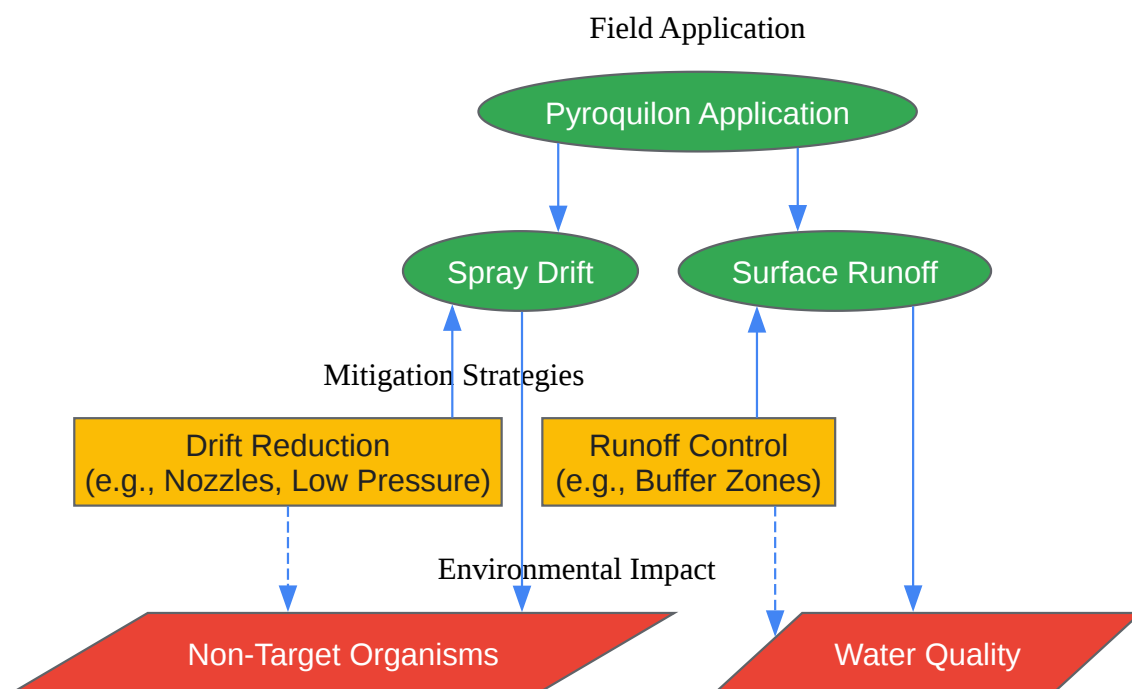 Field Application
Pyroquilon Application
Spray Drift
Surface Runoff
Mitigation Strategies
Drift Reduction
(e.g., Nozzles, Low Pressure)
Runoff Control
(e.g., Buffer Zones)
Environmental Impact
Non-Target Organisms
Water Quality